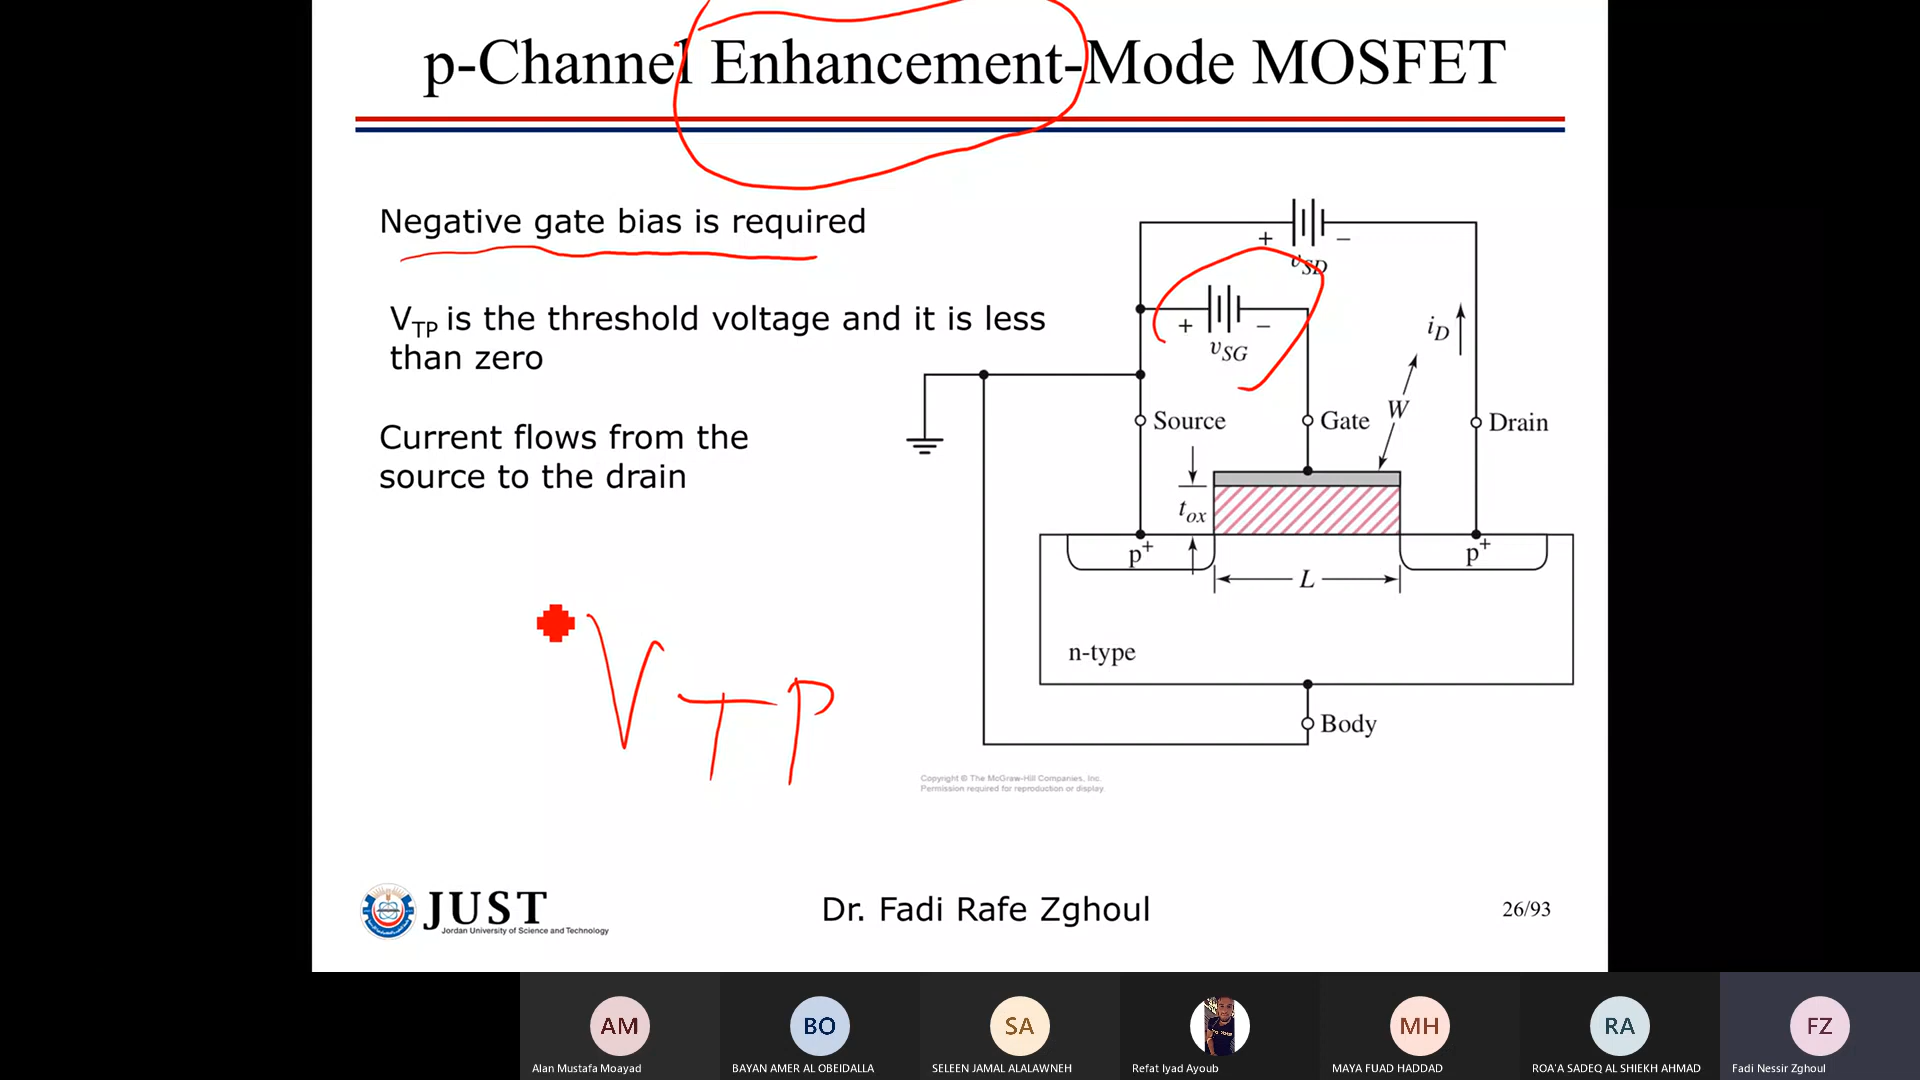 p-Channel Enhancement-Mode MOSFET
Negative gate bias is required
V_TP is the threshold voltage and it is less
than zero
Current flows from the
source to the drain
V_TP
+ −
v_SD
+ −
v_SG
i_D
W
Source
Gate
Drain
t_ox
p+
p+
L
n-type
Body
Copyright © The McGraw-Hill Companies, Inc.
Permission required for reproduction or display.
JUST
Jordan University of Science and Technology
Dr. Fadi Rafe Zghoul
26/93
AM
BO
SA
MH
RA
FZ
Alan Mustafa Moayad
BAYAN AMER AL OBEIDALLA
SELEEN JAMAL ALALAWNEH
Refat Iyad Ayoub
MAYA FUAD HADDAD
ROA'A SADEQ AL SHIEKH AHMAD
Fadi Nessir Zghoul